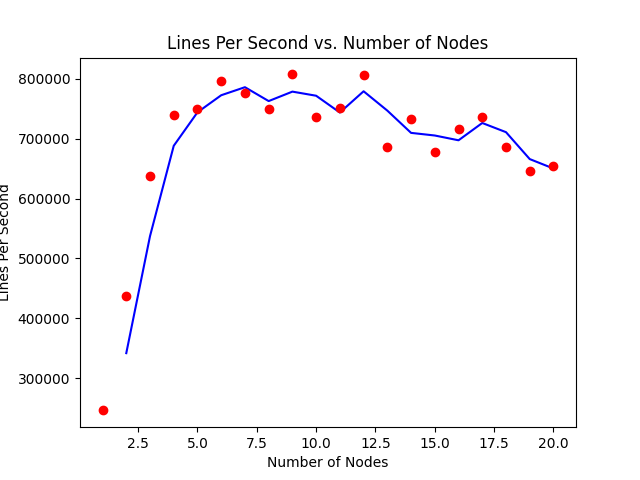 Lines Per Second vs. Number of Nodes
800000
700000
600000
500000
400000
300000
Lines Per Second
2.5 5.0 7.5 10.0 12.5 15.0 17.5 20.0
Number of Nodes